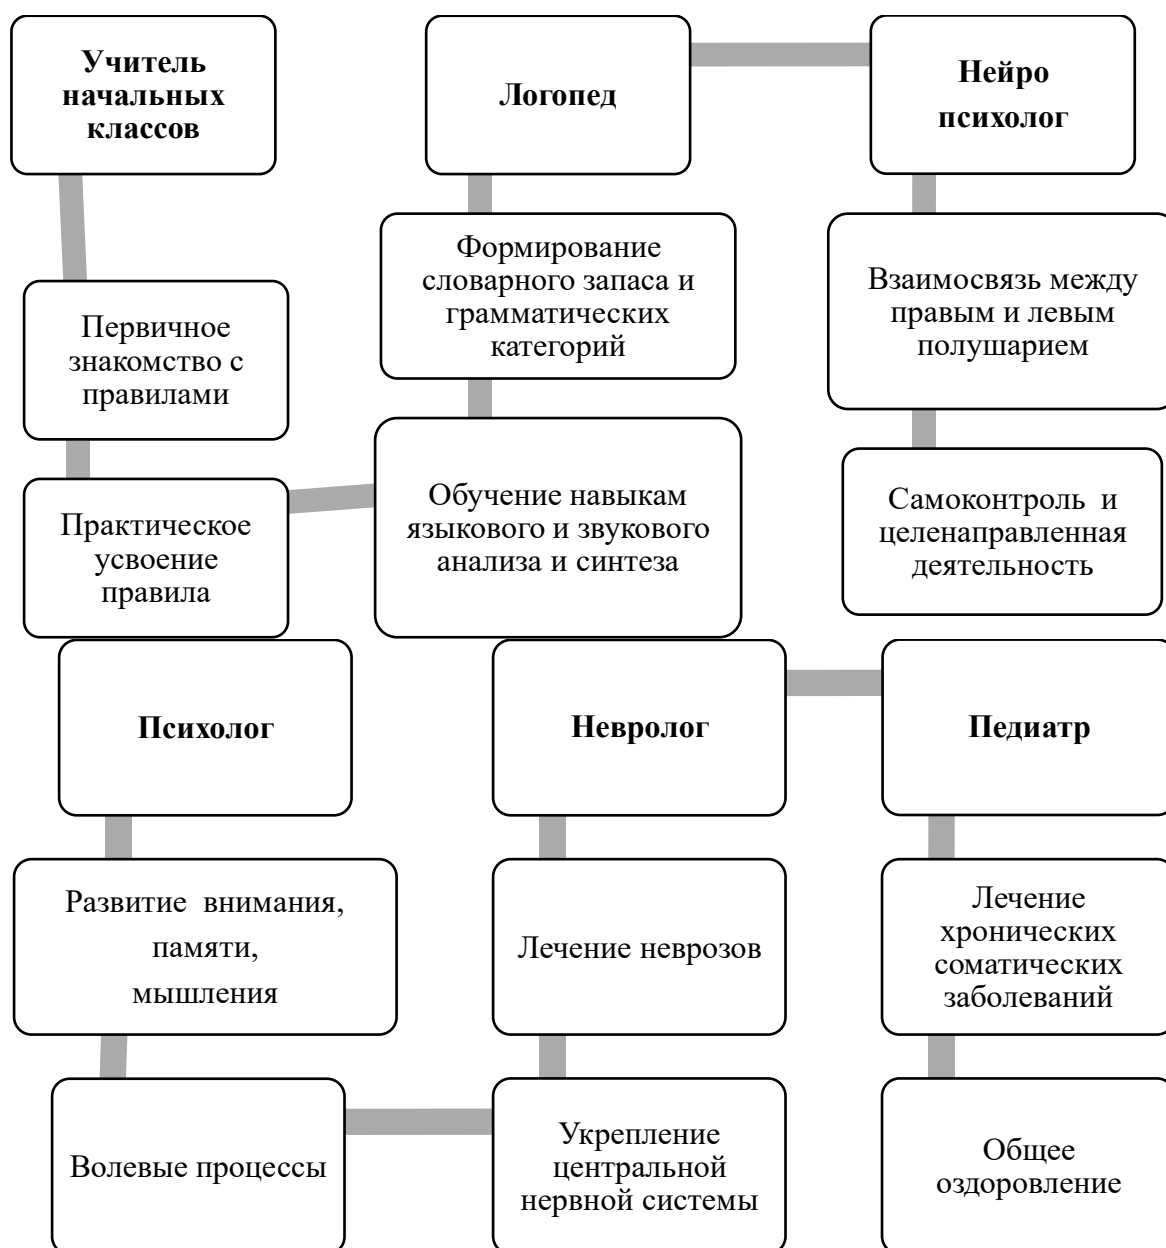 Учитель
начальных
классов
Первичное
знакомство с
правилами
Практическое
усвоение
правила
Логопед
Формирование
словарного запаса и
грамматических
категорий
Обучение навыкам
языкового и звукового
анализа и синтеза
Нейро
психолог
Взаимосвязь между
правым и левым
полушарием
Самоконтроль и
целенаправленная
деятельность
Психолог
Развитие внимания,
памяти,
мышления
Волевые процессы
Невролог
Лечение неврозов
Укрепление
центральной
нервной системы
Педиатр
Лечение
хронических
соматических
заболеваний
Общее
оздоровление